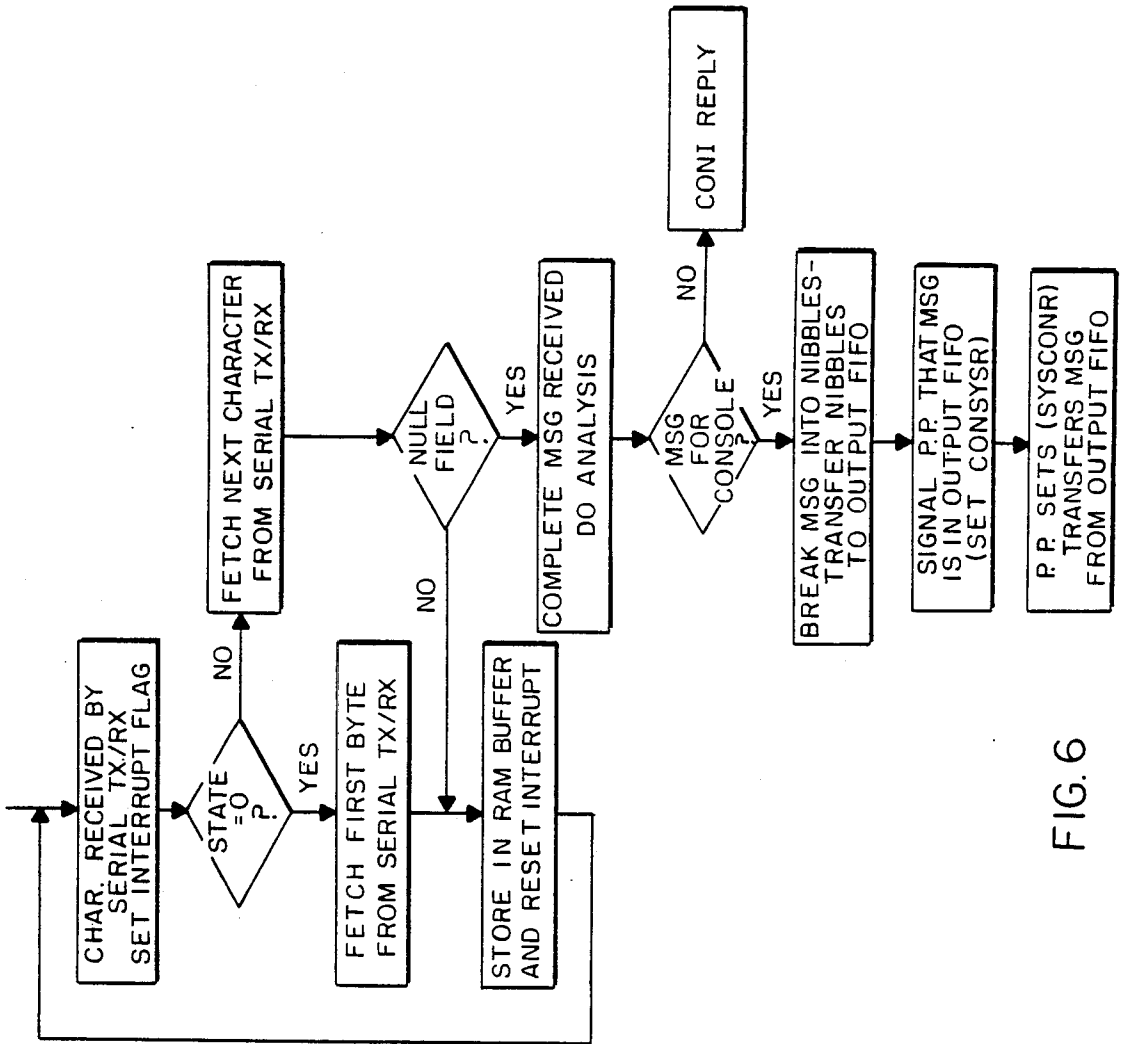 CHAR. RECEIVED BY
SERIAL TX/RX
SET INTERRUPT FLAG
STATE
=0
?
NO
YES
FETCH FIRST BYTE
FROM SERIAL TX/RX
STORE IN RAM BUFFER
AND RESET INTERRUPT
FETCH NEXT CHARACTER
FROM SERIAL TX/RX
NULL
FIELD
?
NO
YES
COMPLETE MSG RECEIVED
DO ANALYSIS
MSG
FOR
CONSOLE
?
NO
CONI REPLY
YES
BREAK MSG INTO NIBBLES-
TRANSFER NIBBLES
TO OUTPUT FIFO
SIGNAL P.P. THAT MSG
IS IN OUTPUT FIFO
(SET CONSYSR)
P.P. SETS (SYSCONR)
TRANSFERS MSG
FROM OUTPUT FIFO
FIG. 6